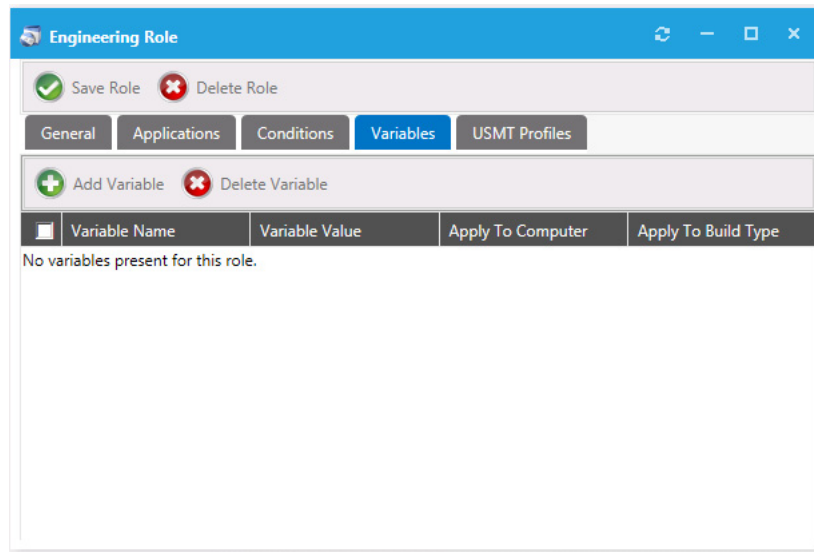 Engineering Role
Save Role Delete Role
General Applications Conditions Variables USMT Profiles
Add Variable Delete Variable
Variable Name Variable Value Apply To Computer Apply To Build Type
No variables present for this role.